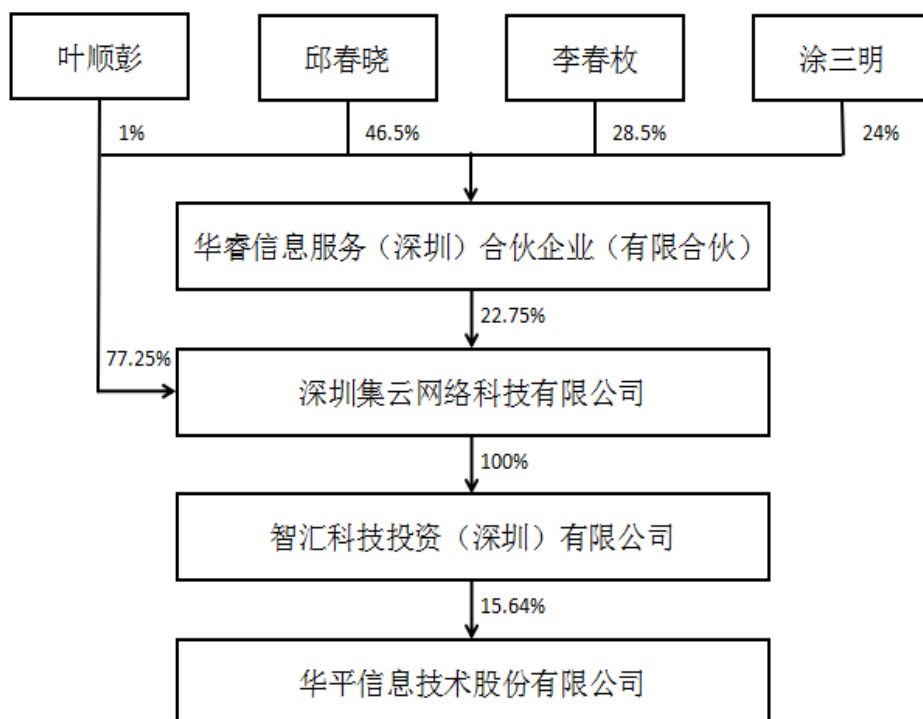 叶顺彭
邱春晓
李春枚
涂三明
1%
46.5%
28.5%
24%
华睿信息服务（深圳）合伙企业（有限合伙）
22.75%
77.25%
深圳集云网络科技有限公司
100%
智汇科技投资（深圳）有限公司
15.64%
华平信息技术股份有限公司